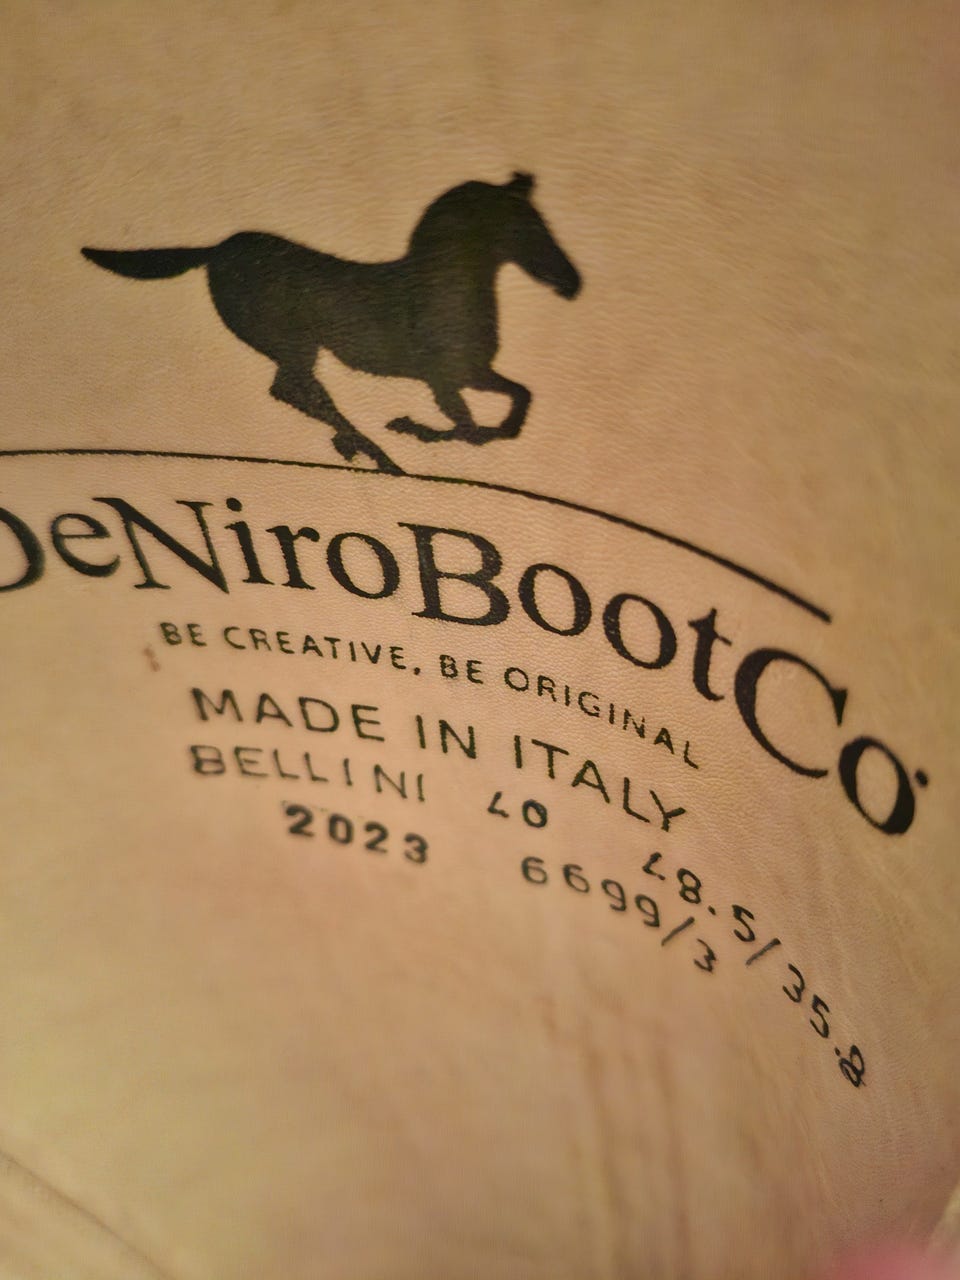 DeNiroBootCo.
BE CREATIVE, BE ORIGINAL
MADE IN ITALY
BELLINI 40 48.5/35.8
2023 6699/3